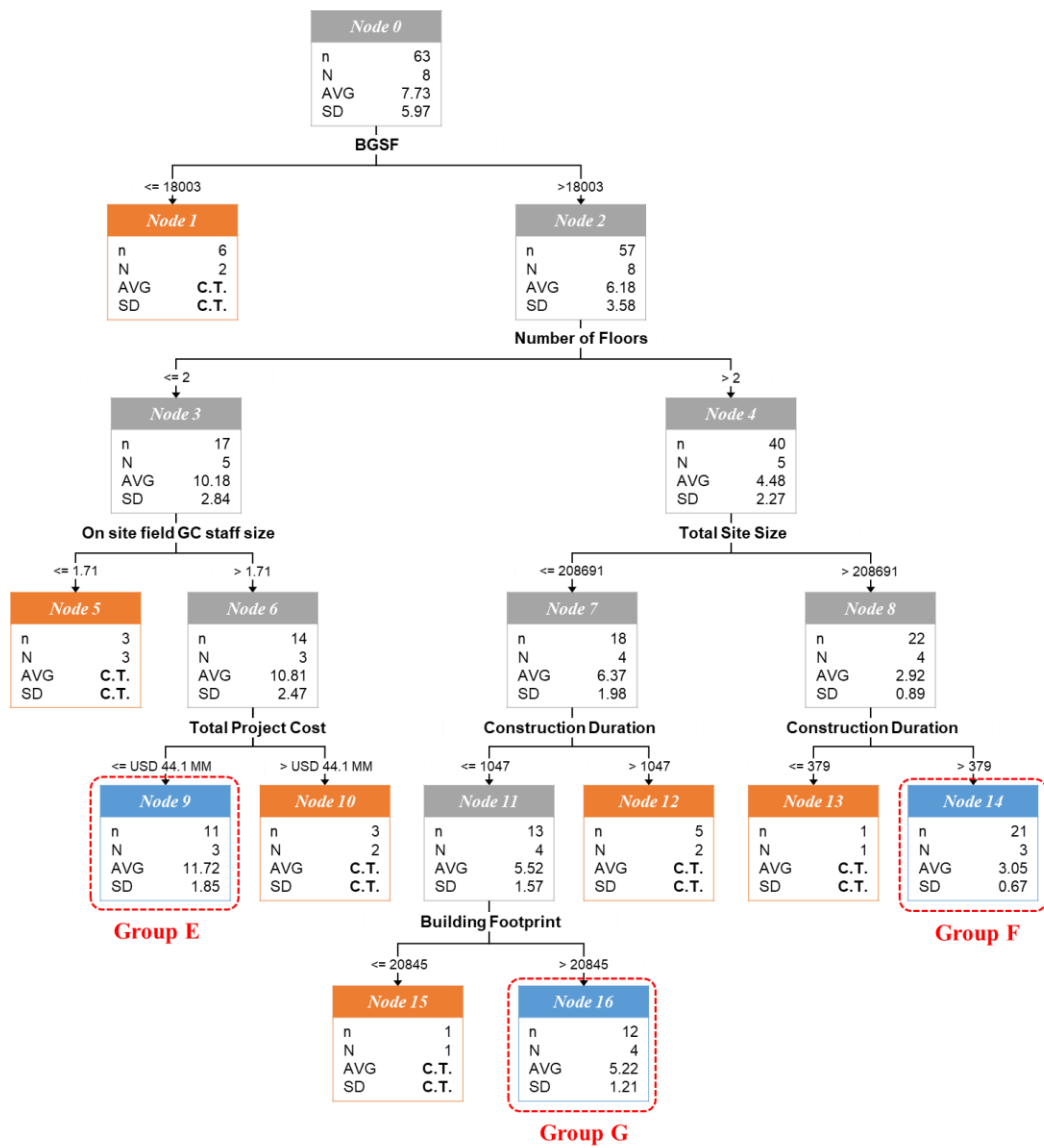 Node 0
n 63
N 8
AVG 7.73
SD 5.97
BGSF
<= 18003 >18003
Node 1
n 6
N 2
AVG C.T.
SD C.T.
Node 2
n 57
N 8
AVG 6.18
SD 3.58
Number of Floors
<= 2 > 2
Node 3
n 17
N 5
AVG 10.18
SD 2.84
Node 4
n 40
N 5
AVG 4.48
SD 2.27
On site field GC staff size
<= 1.71 > 1.71
Total Site Size
<= 208691 > 208691
Node 5
n 3
N 3
AVG C.T.
SD C.T.
Node 6
n 14
N 3
AVG 10.81
SD 2.47
Node 7
n 18
N 4
AVG 6.37
SD 1.98
Node 8
n 22
N 4
AVG 2.92
SD 0.89
Total Project Cost
<= USD 44.1 MM > USD 44.1 MM
Construction Duration
<= 1047 > 1047
Construction Duration
<= 379 > 379
Node 9
n 11
N 3
AVG 11.72
SD 1.85
Group E
Node 10
n 3
N 2
AVG C.T.
SD C.T.
Node 11
n 13
N 4
AVG 5.52
SD 1.57
Node 12
n 5
N 2
AVG C.T.
SD C.T.
Node 13
n 1
N 1
AVG C.T.
SD C.T.
Node 14
n 21
N 3
AVG 3.05
SD 0.67
Group F
Building Footprint
<= 20845 > 20845
Node 15
n 1
N 1
AVG C.T.
SD C.T.
Node 16
n 12
N 4
AVG 5.22
SD 1.21
Group G